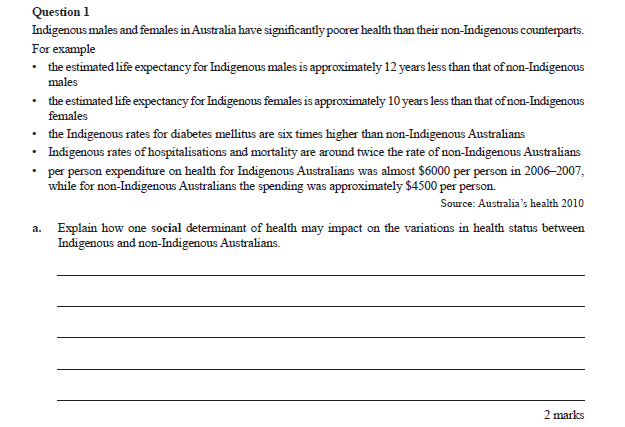 Question 1
Indigenous males and females in Australia have significantly poorer health than their non-Indigenous counterparts.
For example
• the estimated life expectancy for Indigenous males is approximately 12 years less than that of non-Indigenous
males
• the estimated life expectancy for Indigenous females is approximately 10 years less than that of non-Indigenous
females
• the Indigenous rates for diabetes mellitus are six times higher than non-Indigenous Australians
• Indigenous rates of hospitalisations and mortality are around twice the rate of non-Indigenous Australians
• per person expenditure on health for Indigenous Australians was almost $6000 per person in 2006–2007,
while for non-Indigenous Australians the spending was approximately $4500 per person.
Source: Australia's health 2010
a. Explain how one social determinant of health may impact on the variations in health status between
Indigenous and non-Indigenous Australians.
2 marks